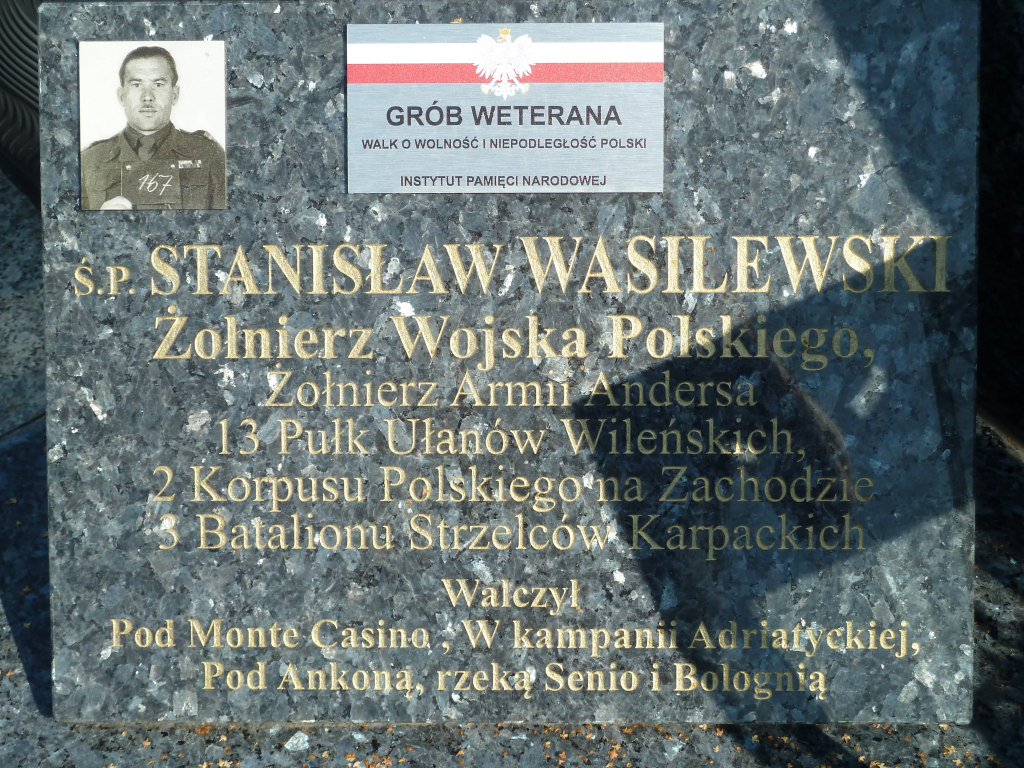 167
GRÓB WETERANA
WALK O WOLNOŚĆ I NIEPODLEGŁOŚĆ POLSKI
INSTYTUT PAMIĘCI NARODOWEJ
Ś.P. STANISŁAW WASILEWSKI
Żołnierz Wojska Polskiego,
Żołnierz Armii Andersa
13 Pułk Ułanów Wileńskich,
2 Korpusu Polskiego na Zachodzie
3 Batalionu Strzelców Karpackich
Walczył
Pod Monte Casino , W kampanii Adriatyckiej,
Pod Ankoną, rzeką Senio i Bolognią